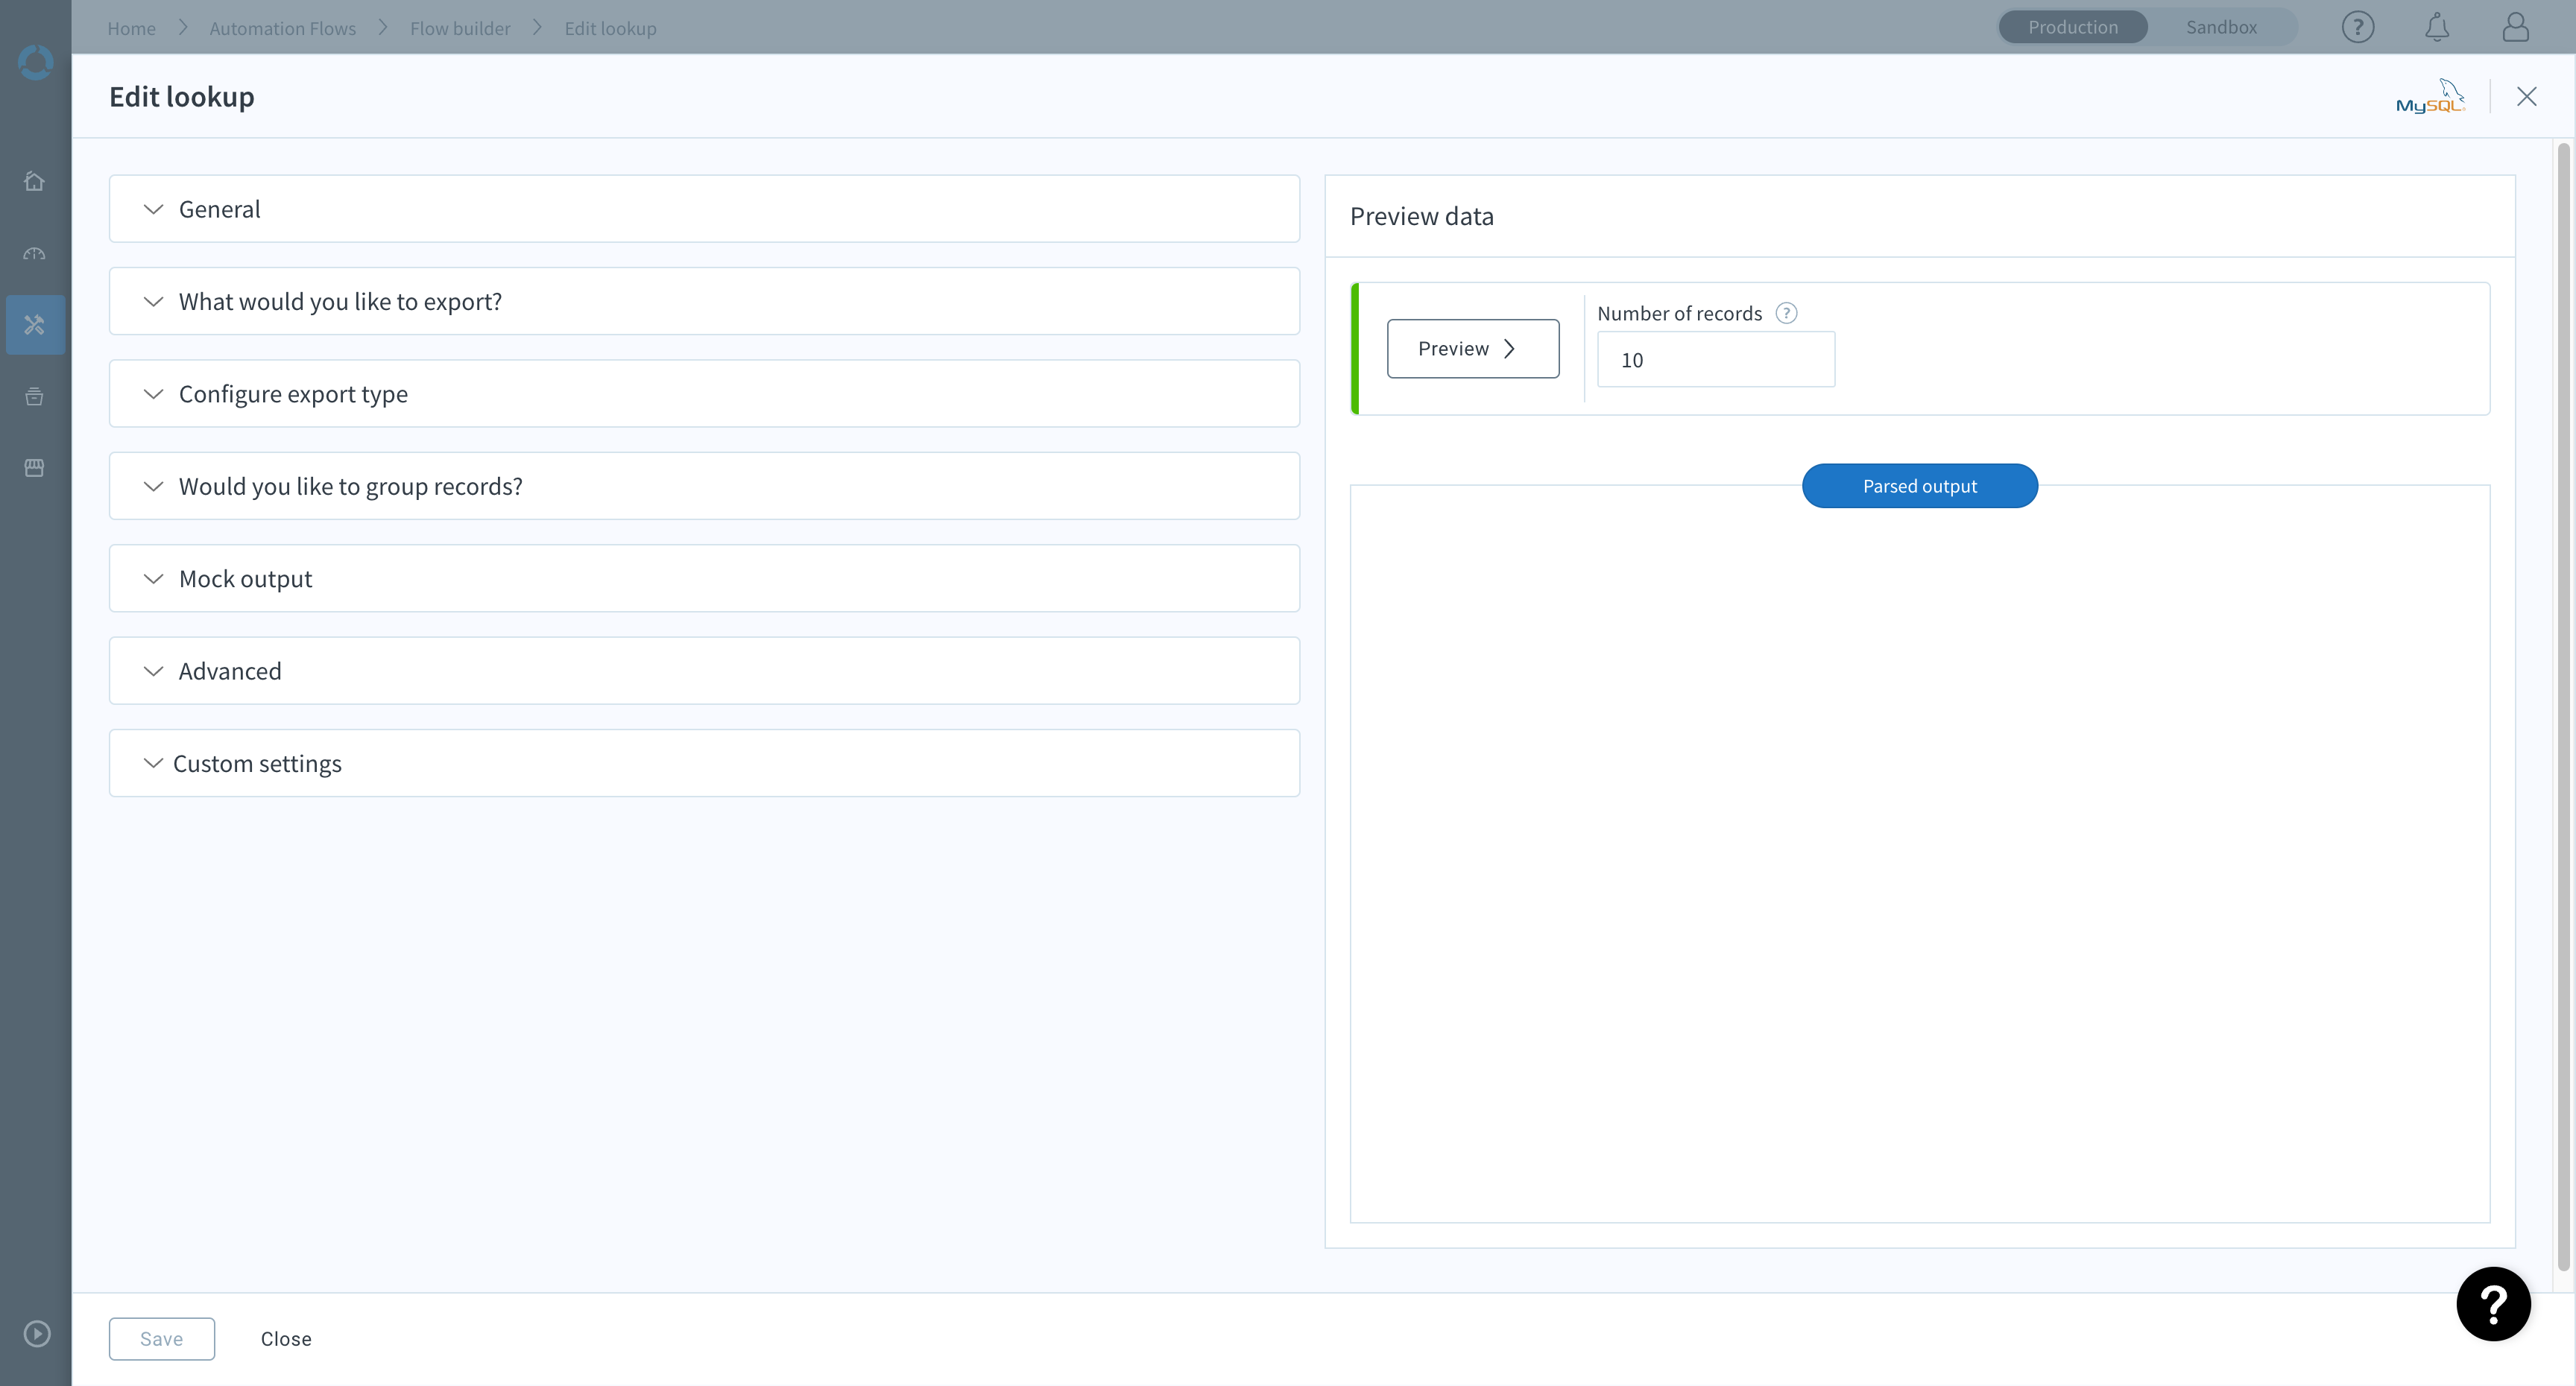 Home
Automation Flows
Flow builder
Edit lookup
Production
Sandbox
?
Edit lookup
MySQL
General
What would you like to export?
Configure export type
Would you like to group records?
Mock output
Advanced
Custom settings
Preview data
Preview
Number of records ?
10
Parsed output
Save
Close
?